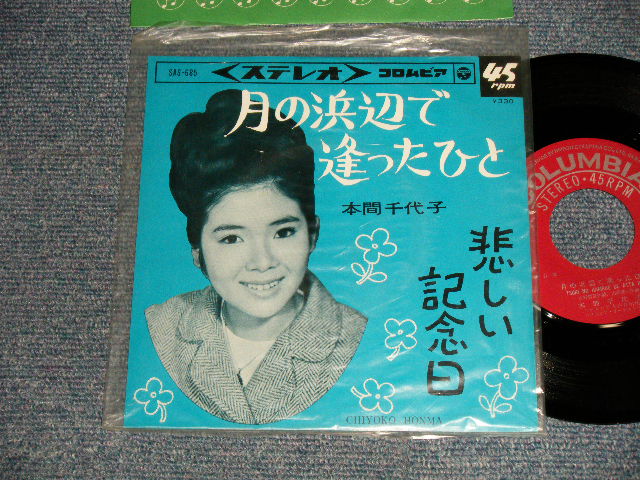 SAS-685
<ステレオ>
コロムビア
45
rpm
¥330
月の浜辺で
逢ったひと
本間千代子
悲しい
記念日
CHIYOKO HONMA
COLUMBIA
STEREO・45RPM